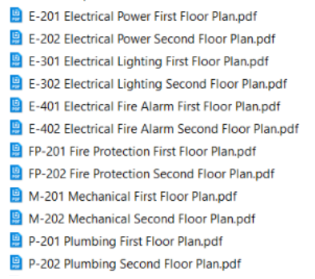 E-201 Electrical Power First Floor Plan.pdf
E-202 Electrical Power Second Floor Plan.pdf
E-301 Electrical Lighting First Floor Plan.pdf
E-302 Electrical Lighting Second Floor Plan.pdf
E-401 Electrical Fire Alarm First Floor Plan.pdf
E-402 Electrical Fire Alarm Second Floor Plan.pdf
FP-201 Fire Protection First Floor Plan.pdf
FP-202 Fire Protection Second Floor Plan.pdf
M-201 Mechanical First Floor Plan.pdf
M-202 Mechanical Second Floor Plan.pdf
P-201 Plumbing First Floor Plan.pdf
P-202 Plumbing Second Floor Plan.pdf